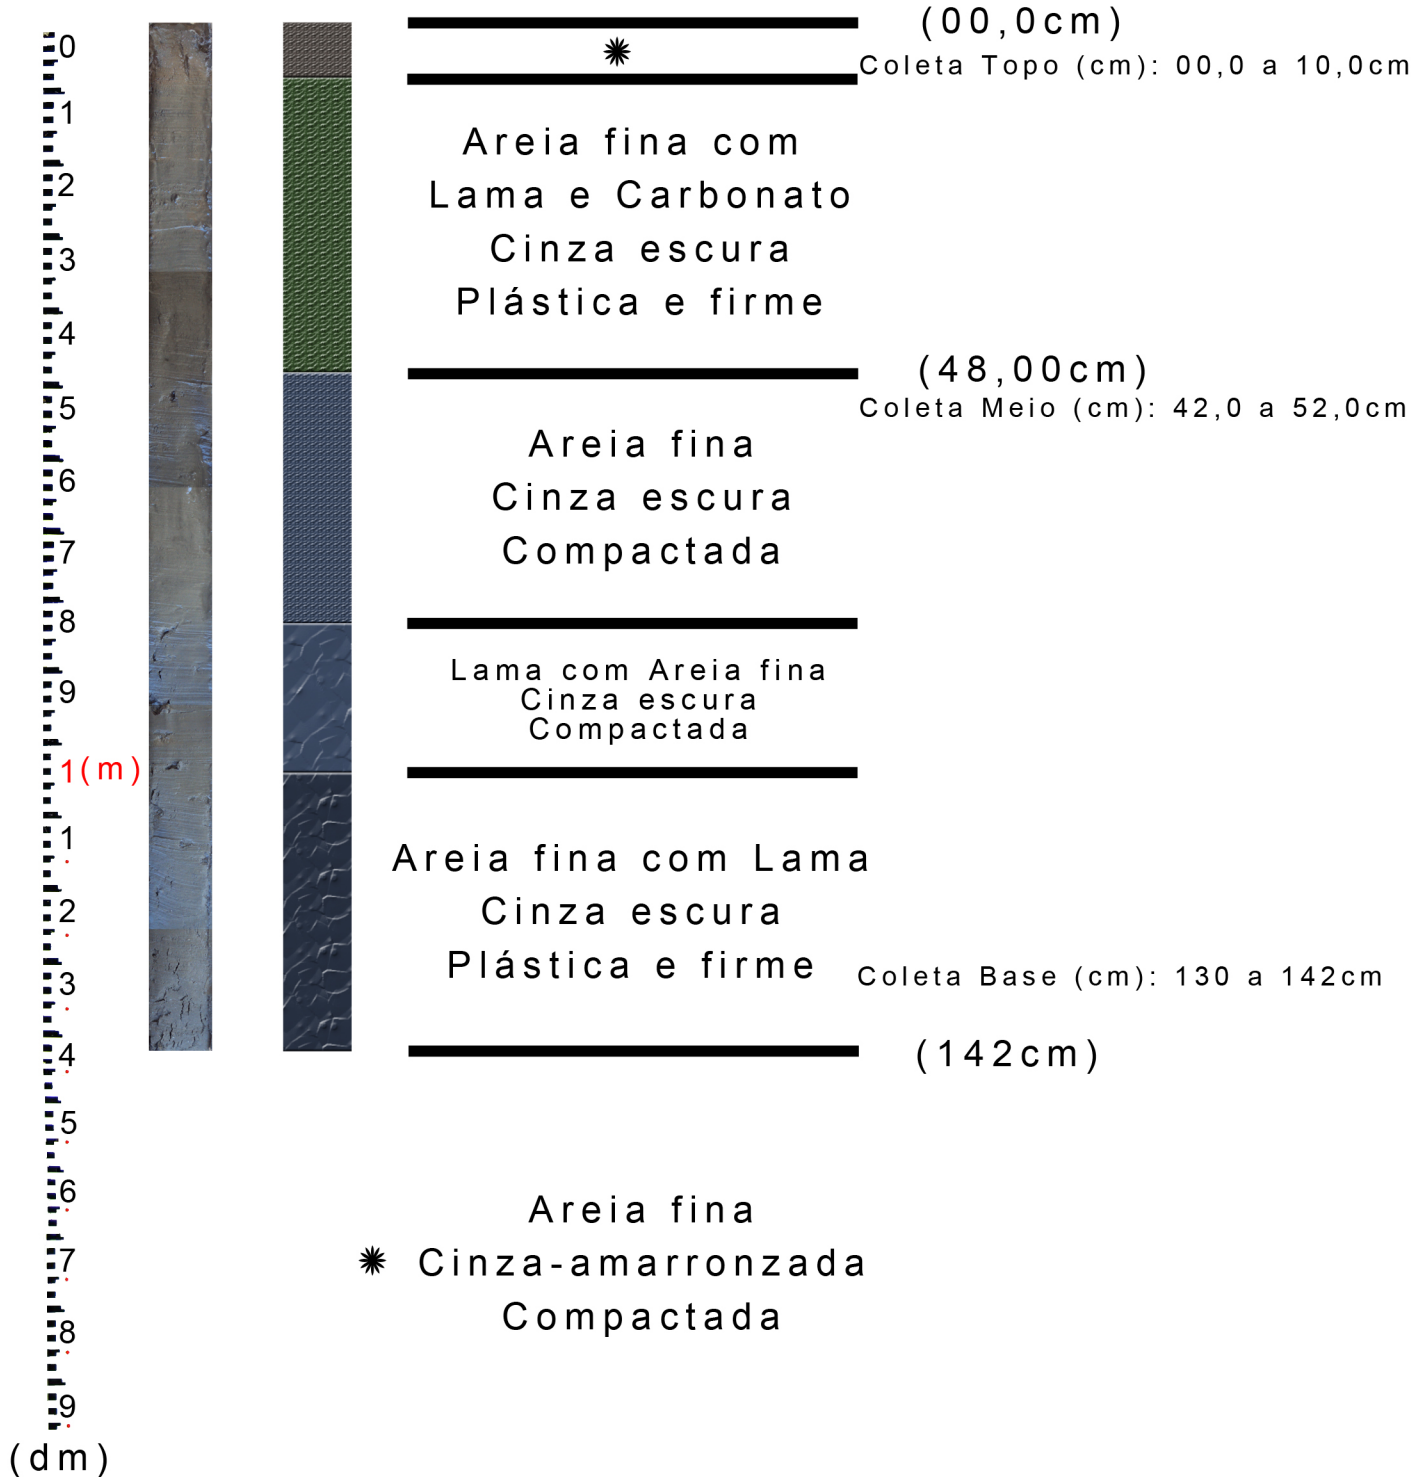 (00,0cm)
Coleta Topo (cm): 00,0 a 10,0cm
Areia fina com
Lama e Carbonato
Cinza escura
Plástica e firme
(48,00cm)
Coleta Meio (cm): 42,0 a 52,0cm
Areia fina
Cinza escura
Compactada
Lama com Areia fina
Cinza escura
Compactada
Areia fina com Lama
Cinza escura
Plástica e firme
Coleta Base (cm): 130 a 142cm
(142cm)
Areia fina
Cinza-amarronzada
Compactada
0
1
2
3
4
5
6
7
8
9
1(m)
1
2
3
4
5
6
7
8
9
(dm)